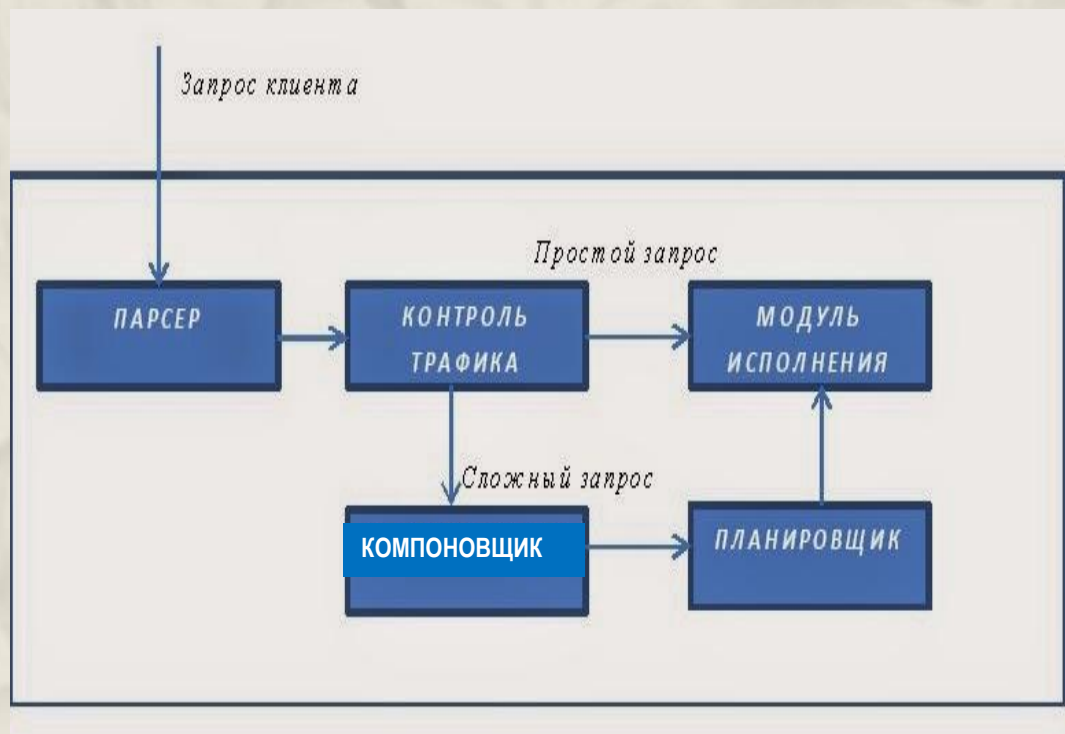 Запрос клиента
Простой запрос
ПАРСЕР
КОНТРОЛЬ
ТРАФИКА
МОДУЛЬ
ИСПОЛНЕНИЯ
Сложный запрос
КОМПОНОВЩИК
ПЛАНИРОВЩИК